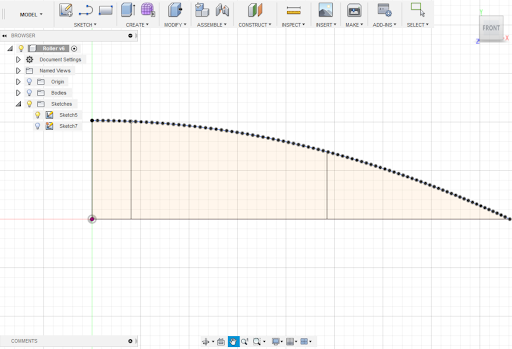 MODEL
SKETCH
CREATE
MODIFY
ASSEMBLE
CONSTRUCT
INSPECT
INSERT
MAKE
ADD-INS
SELECT
FRONT
Z
X
BROWSER
Roller v6
Document Settings
Named Views
Origin
Bodies
Sketches
Sketch5
Sketch7
COMMENTS